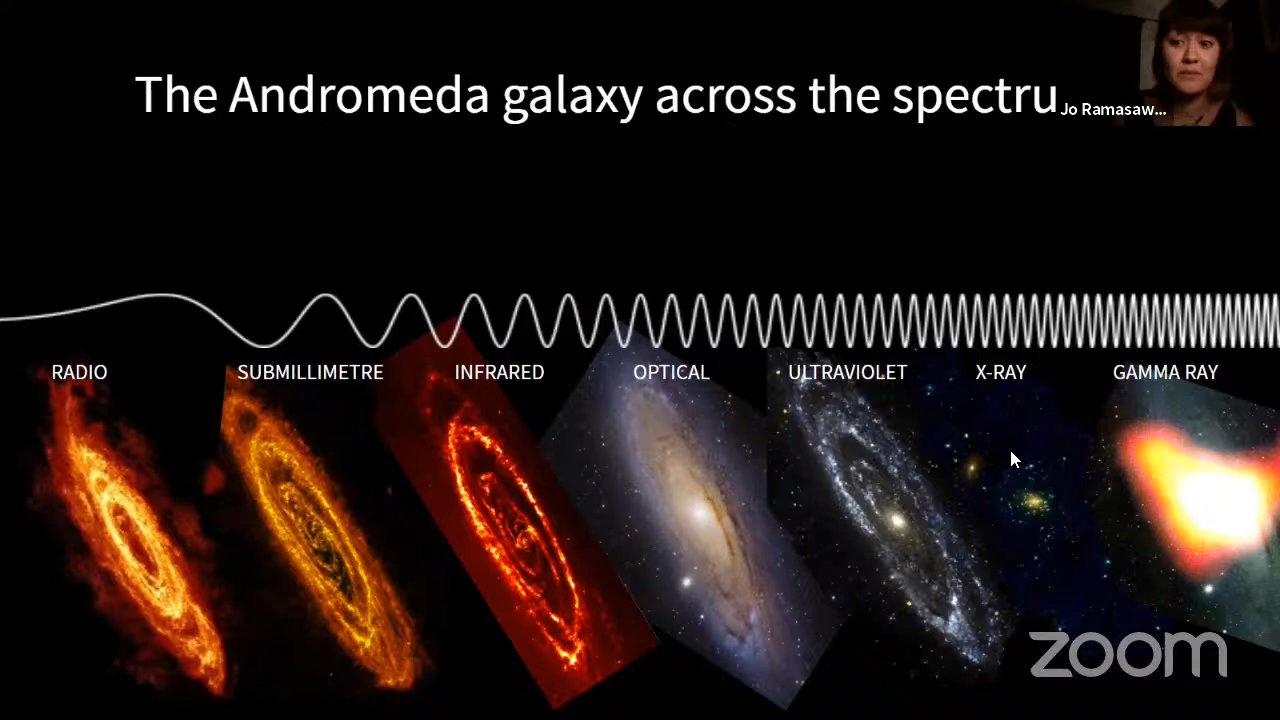 The Andromeda galaxy across the spectru
Jo Ramasaw...
RADIO
SUBMILLIMETRE
INFRARED
OPTICAL
ULTRAVIOLET
X-RAY
GAMMA RAY
zoom